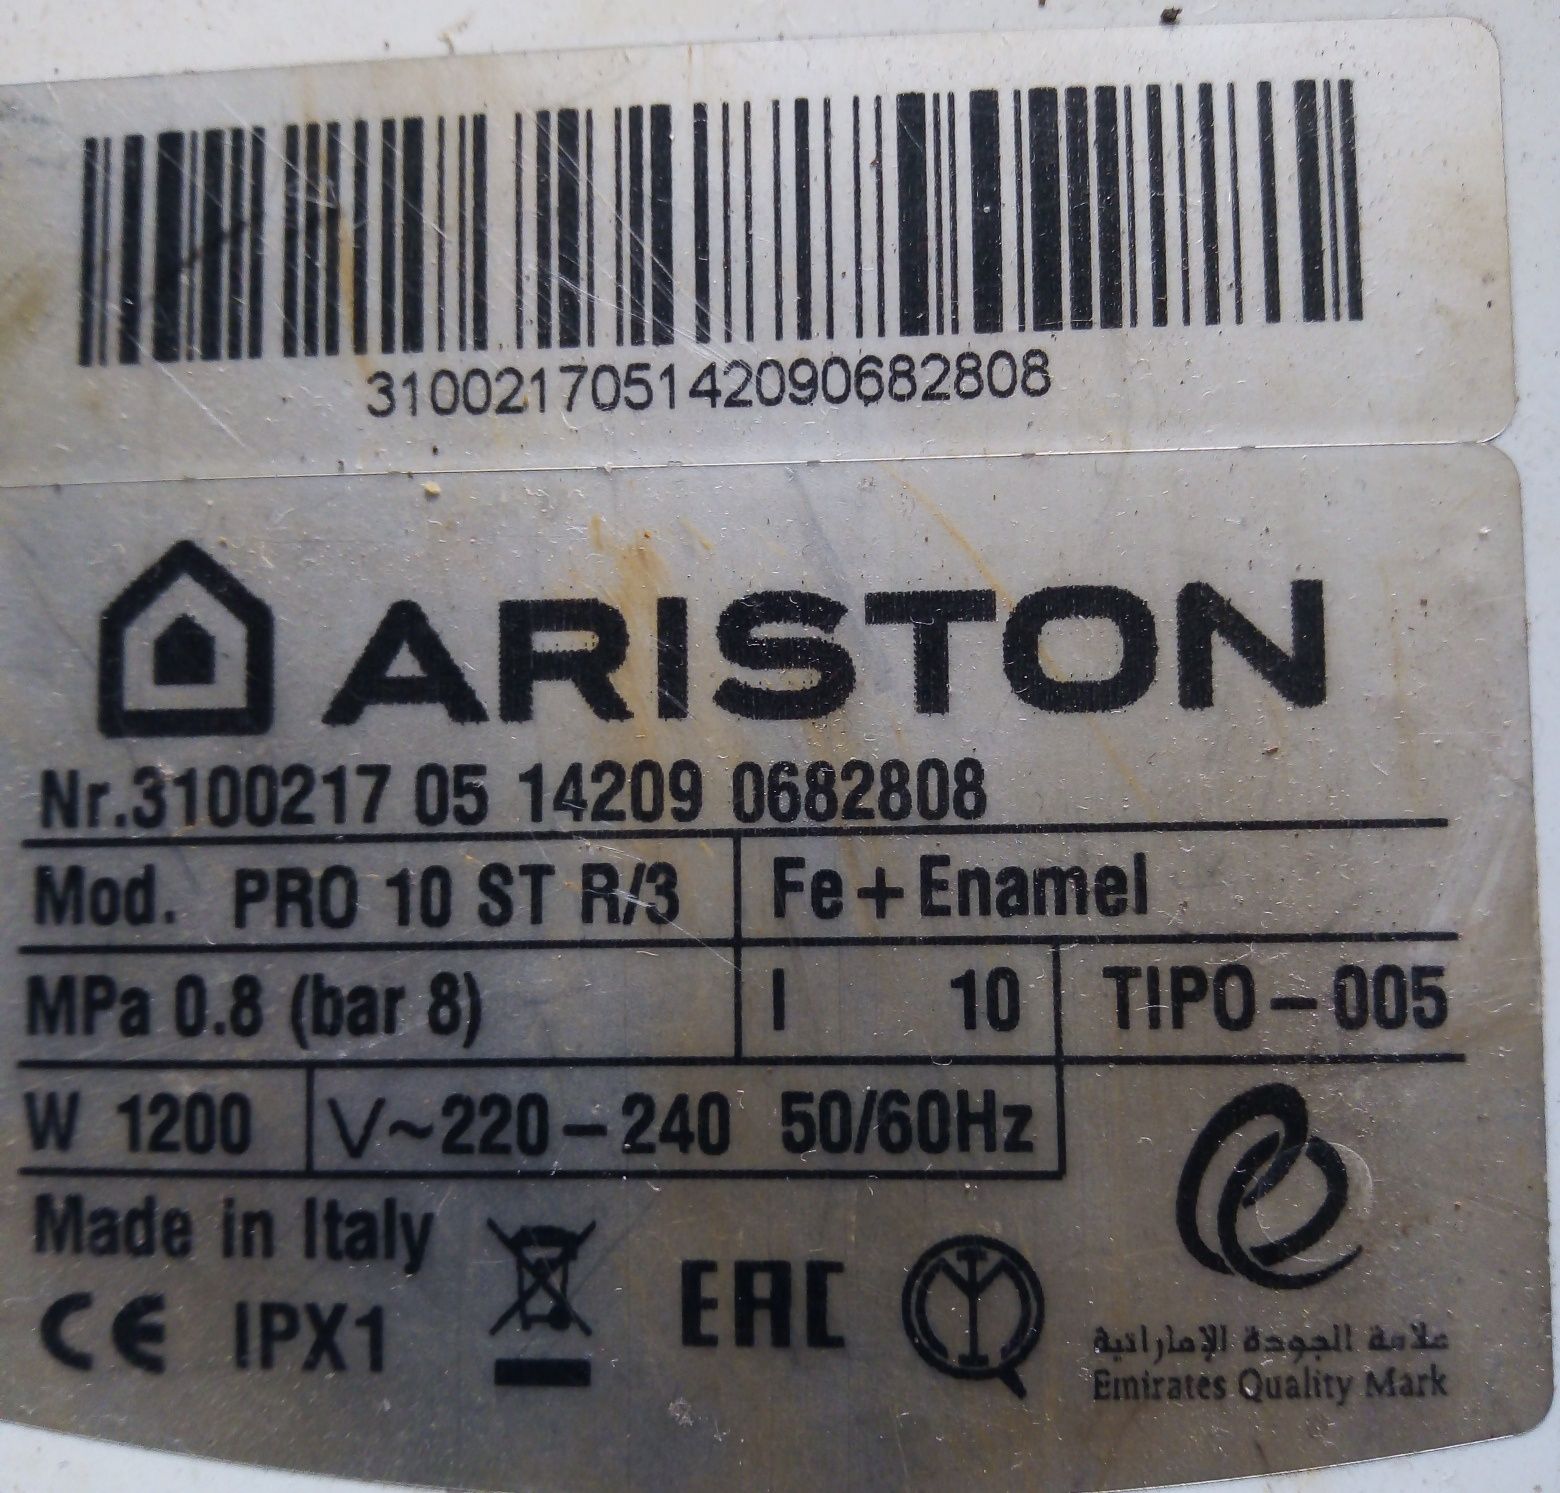 310021705142090682808
ARISTON
Nr.3100217 05 14209 0682808
Mod. PRO 10 ST R/3 Fe+Enamel
MPa 0.8 (bar 8) l 10 TIPO-005
W 1200 V~220-240 50/60Hz
Made in Italy
CE IPX1 EAC
علامة الجودة الإماراتية
Emirates Quality Mark